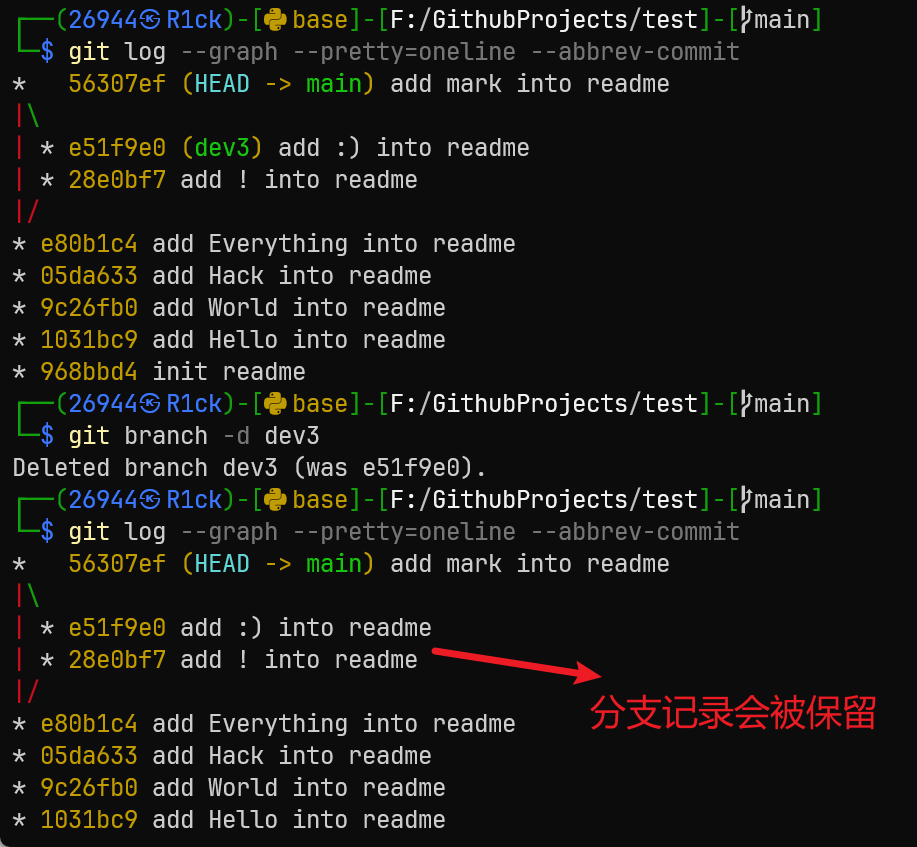 (26944㉿R1ck)-[base]-[F:/GithubProjects/test]-[main]
$ git log --graph --pretty=oneline --abbrev-commit
*   56307ef (HEAD -> main) add mark into readme
|\
| * e51f9e0 (dev3) add :) into readme
| * 28e0bf7 add ! into readme
|/
* e80b1c4 add Everything into readme
* 05da633 add Hack into readme
* 9c26fb0 add World into readme
* 1031bc9 add Hello into readme
* 968bbd4 init readme
(26944㉿R1ck)-[base]-[F:/GithubProjects/test]-[main]
$ git branch -d dev3
Deleted branch dev3 (was e51f9e0).
(26944㉿R1ck)-[base]-[F:/GithubProjects/test]-[main]
$ git log --graph --pretty=oneline --abbrev-commit
*   56307ef (HEAD -> main) add mark into readme
|\
| * e51f9e0 add :) into readme
| * 28e0bf7 add ! into readme
|/
分支记录会被保留
* e80b1c4 add Everything into readme
* 05da633 add Hack into readme
* 9c26fb0 add World into readme
* 1031bc9 add Hello into readme